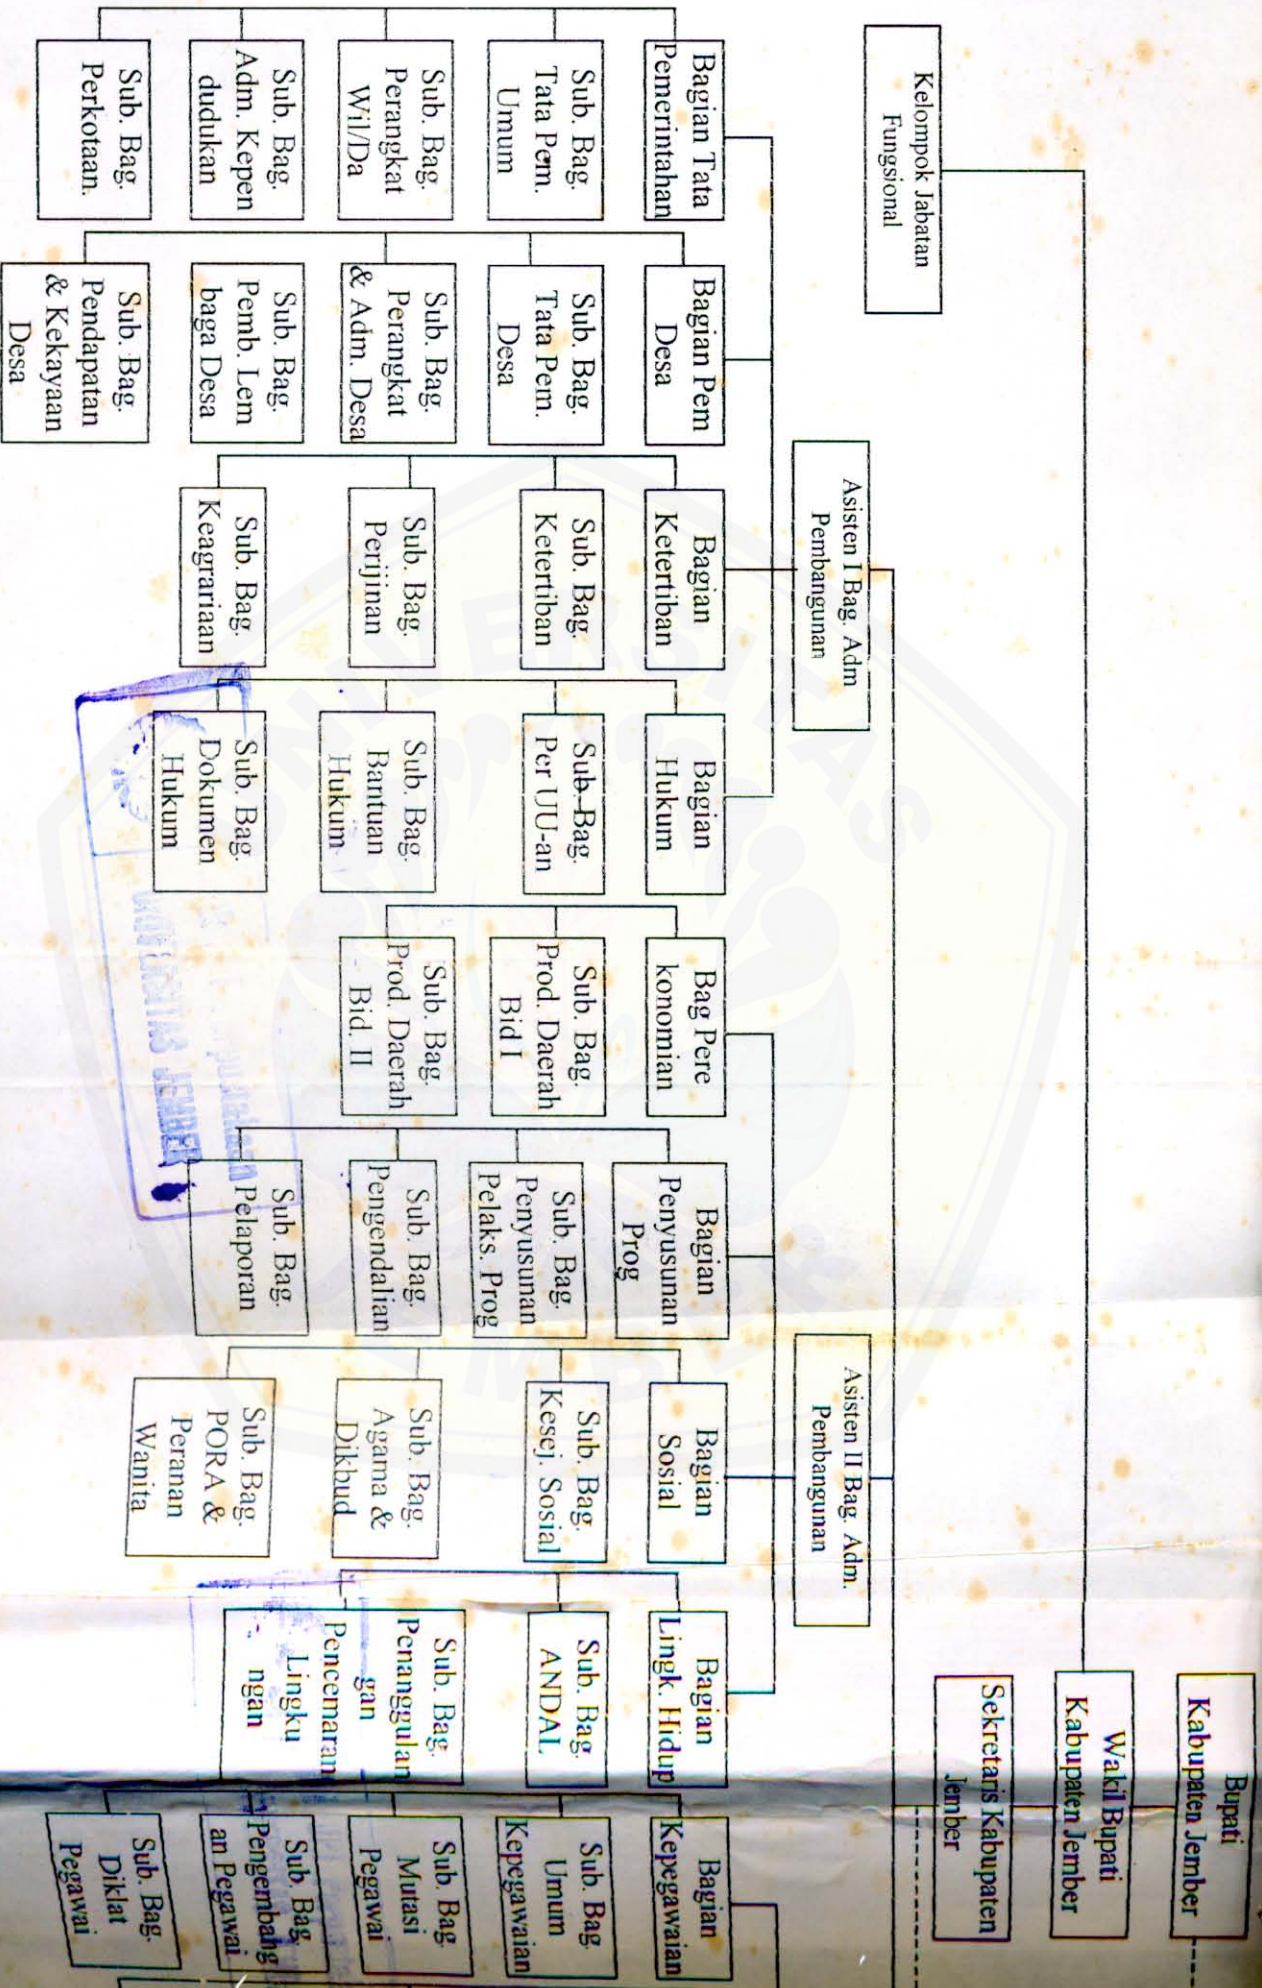 Bupati
Kabupaten Jember
Wakil Bupati
Kabupaten Jember
Sekretaris Kabupaten
Jember
Kelompok Jabatan
Fungsional
Asisten I Bag. Adm
Pembangunan
Asisten II Bag. Adm.
Pembangunan
Bagian Tata
Pemerintahan
Sub. Bag.
Tata Pem.
Umum
Sub. Bag.
Perangkat
Wil/Da
Sub. Bag.
Adm. Kepen
dudukan
Sub. Bag.
Perkotaan.
Bagian Pem
Desa
Sub. Bag.
Tata Pem.
Desa
Sub. Bag.
Perangkat
& Adm. Desa
Sub. Bag.
Pemb. Lem
baga Desa
Sub. Bag.
Pendapatan
& Kekayaan
Desa
Bagian
Ketertiban
Sub. Bag.
Ketertiban
Sub. Bag.
Perijinan
Sub. Bag.
Keagrariaan
Bagian
Hukum
Sub. Bag.
Per UU-an
Sub. Bag.
Bantuan
Hukum
Sub. Bag.
Dokumen
Hukum
Bag Pere
konomian
Sub. Bag.
Prod. Daerah
Bid I
Sub. Bag.
Prod. Daerah
Bid. II
Bagian
Penyusunan
Prog
Sub. Bag.
Penyusunan
Pelaks. Prog
Sub. Bag.
Pengendalian
Sub. Bag.
Pelaporan
Bagian
Sosial
Sub. Bag.
Kesej. Sosial
Sub. Bag.
Agama &
Dikbud
Sub. Bag.
PORA &
Peranan
Wanita
Bagian
Lingk. Hidup
Sub. Bag
ANDAL
Sub. Bag.
Penanggulan
gan
Pencemaran
Lingku
ngan
Bagian
Kepegawaian
Sub. Bag.
Umum
Kepegawaian
Sub. Bag.
Mutasi
Pegawai
Sub. Bag
Pengembang
an Pegawai
Sub. Bag.
Diklat
Pegawai
UNIVERSITAS
JEMBER
UNIVERSITAS JEMBER